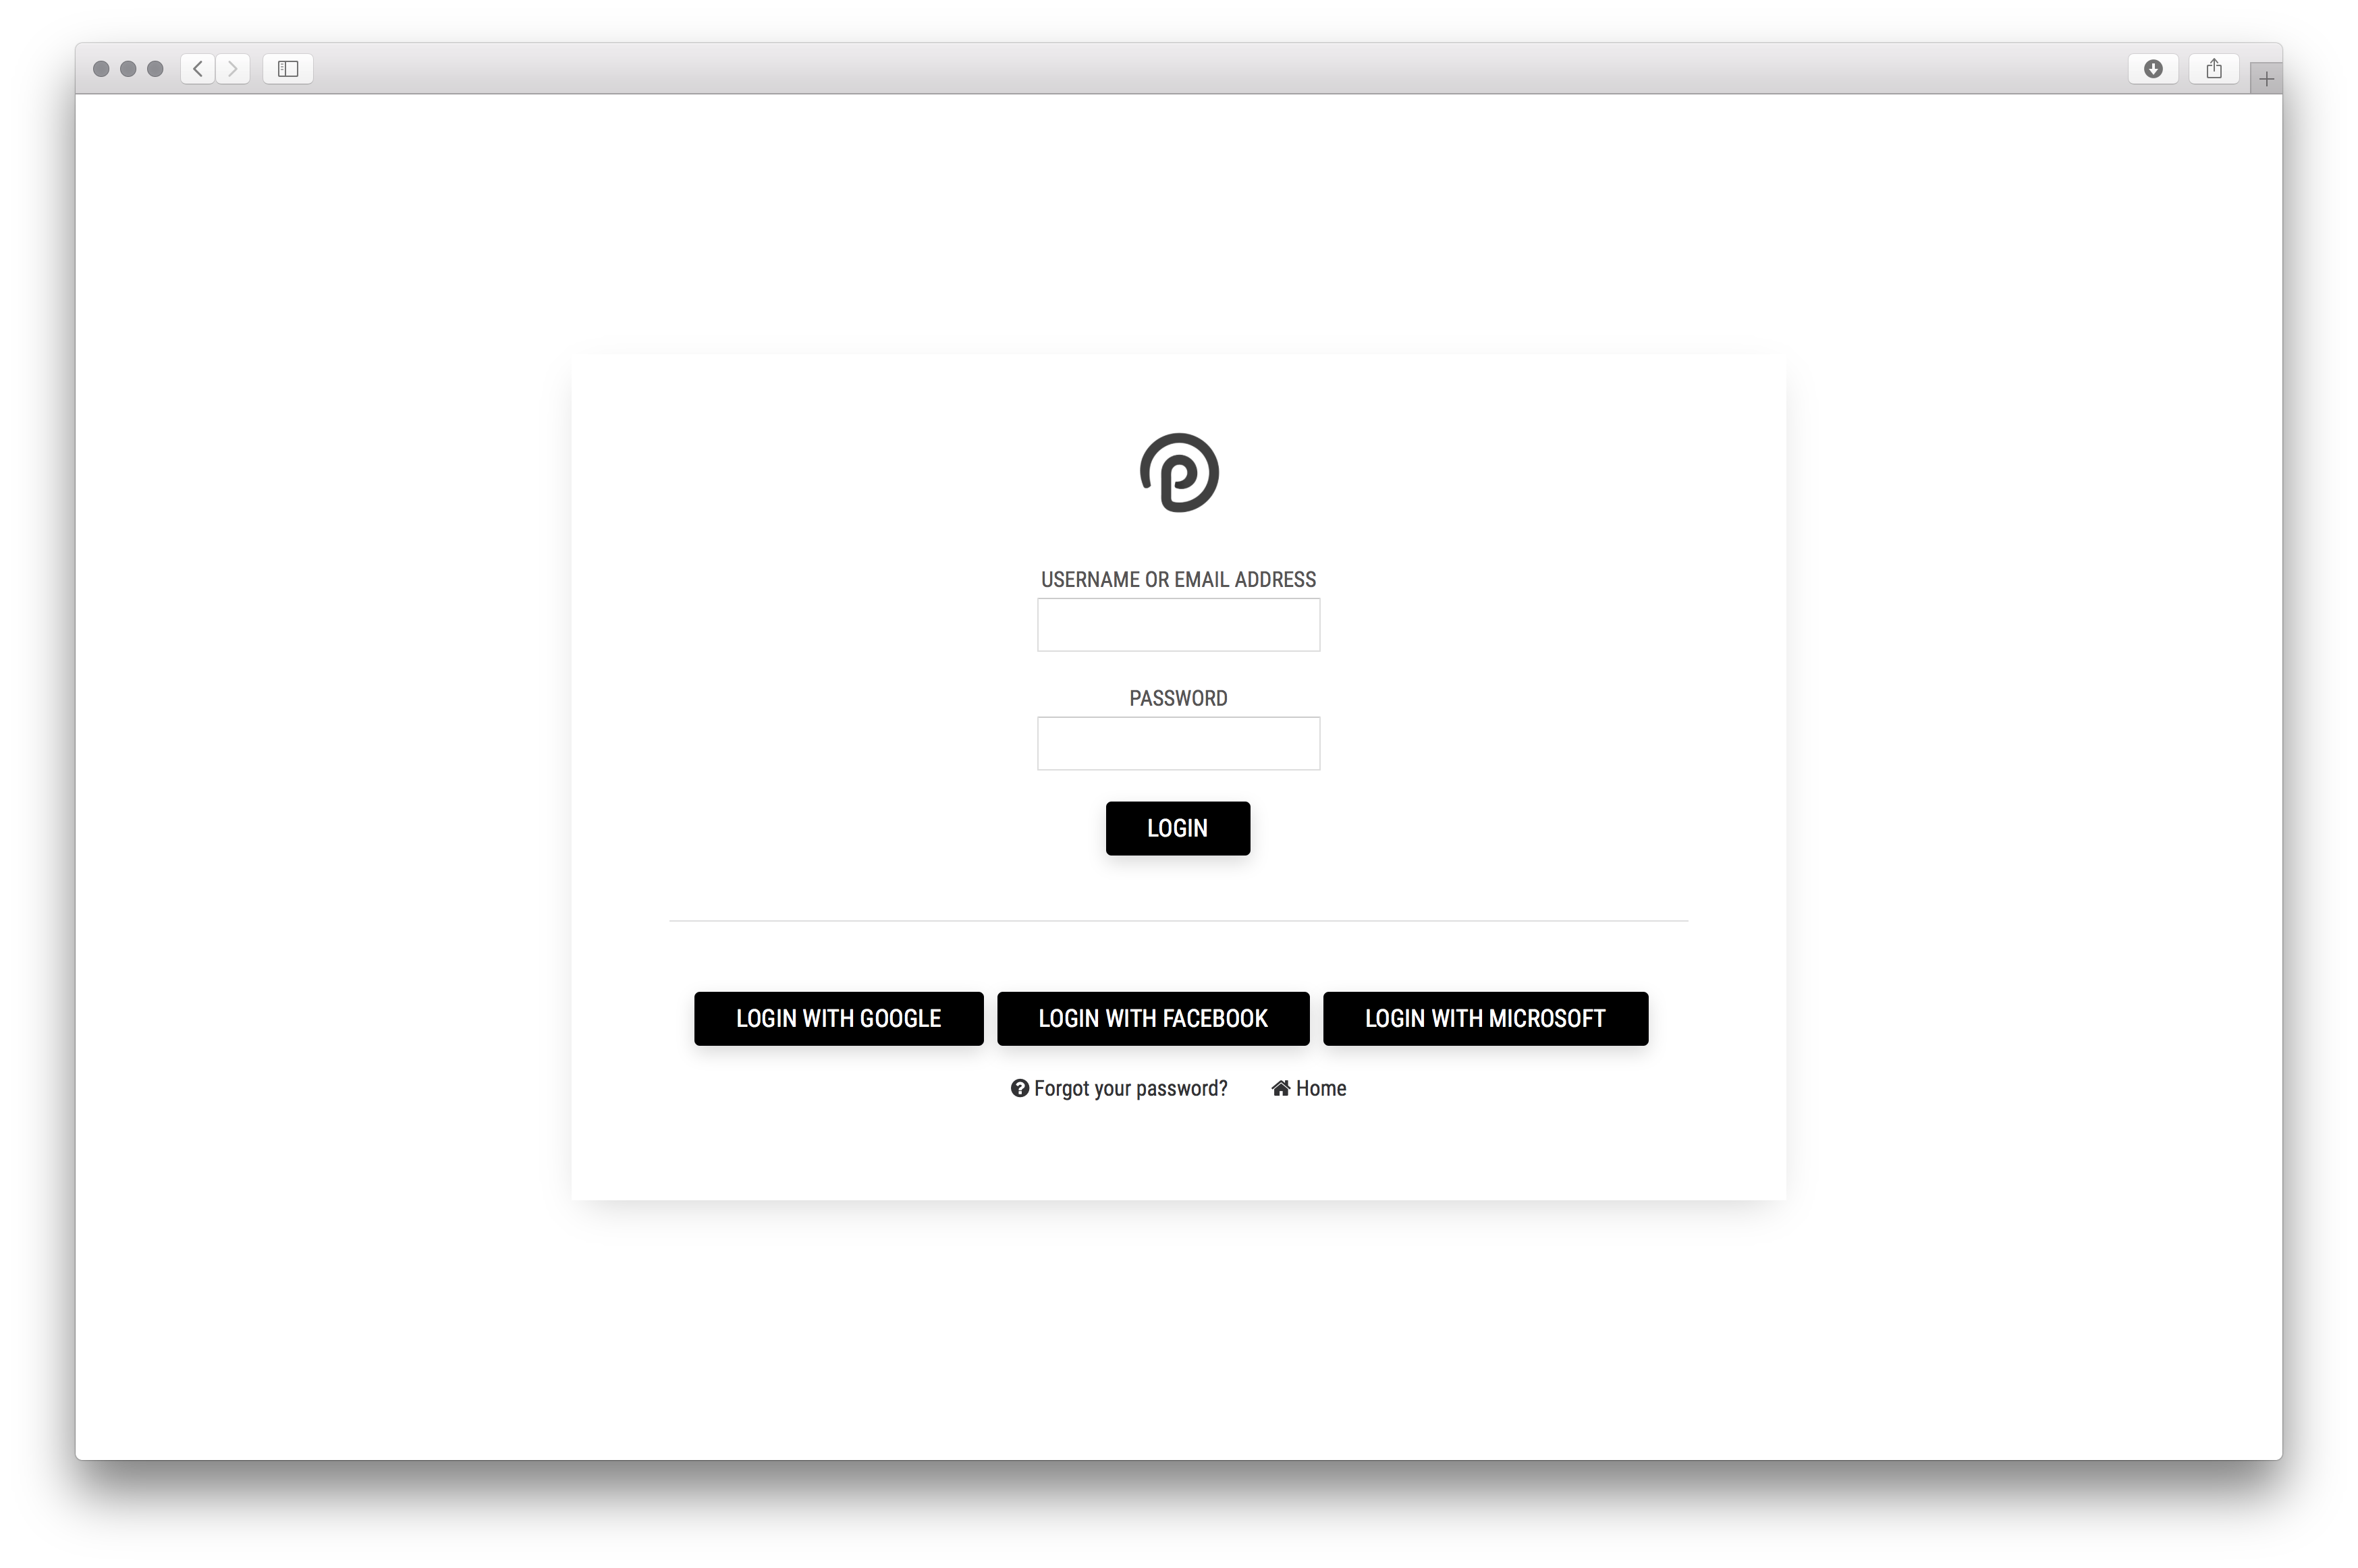 USERNAME OR EMAIL ADDRESS
PASSWORD
LOGIN
LOGIN WITH GOOGLE LOGIN WITH FACEBOOK LOGIN WITH MICROSOFT
Forgot your password? Home